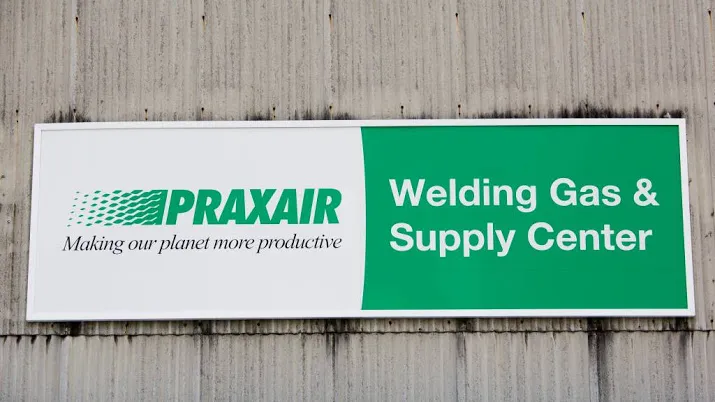 PRAXAIR
Making our planet more productive
Welding Gas &
Supply Center